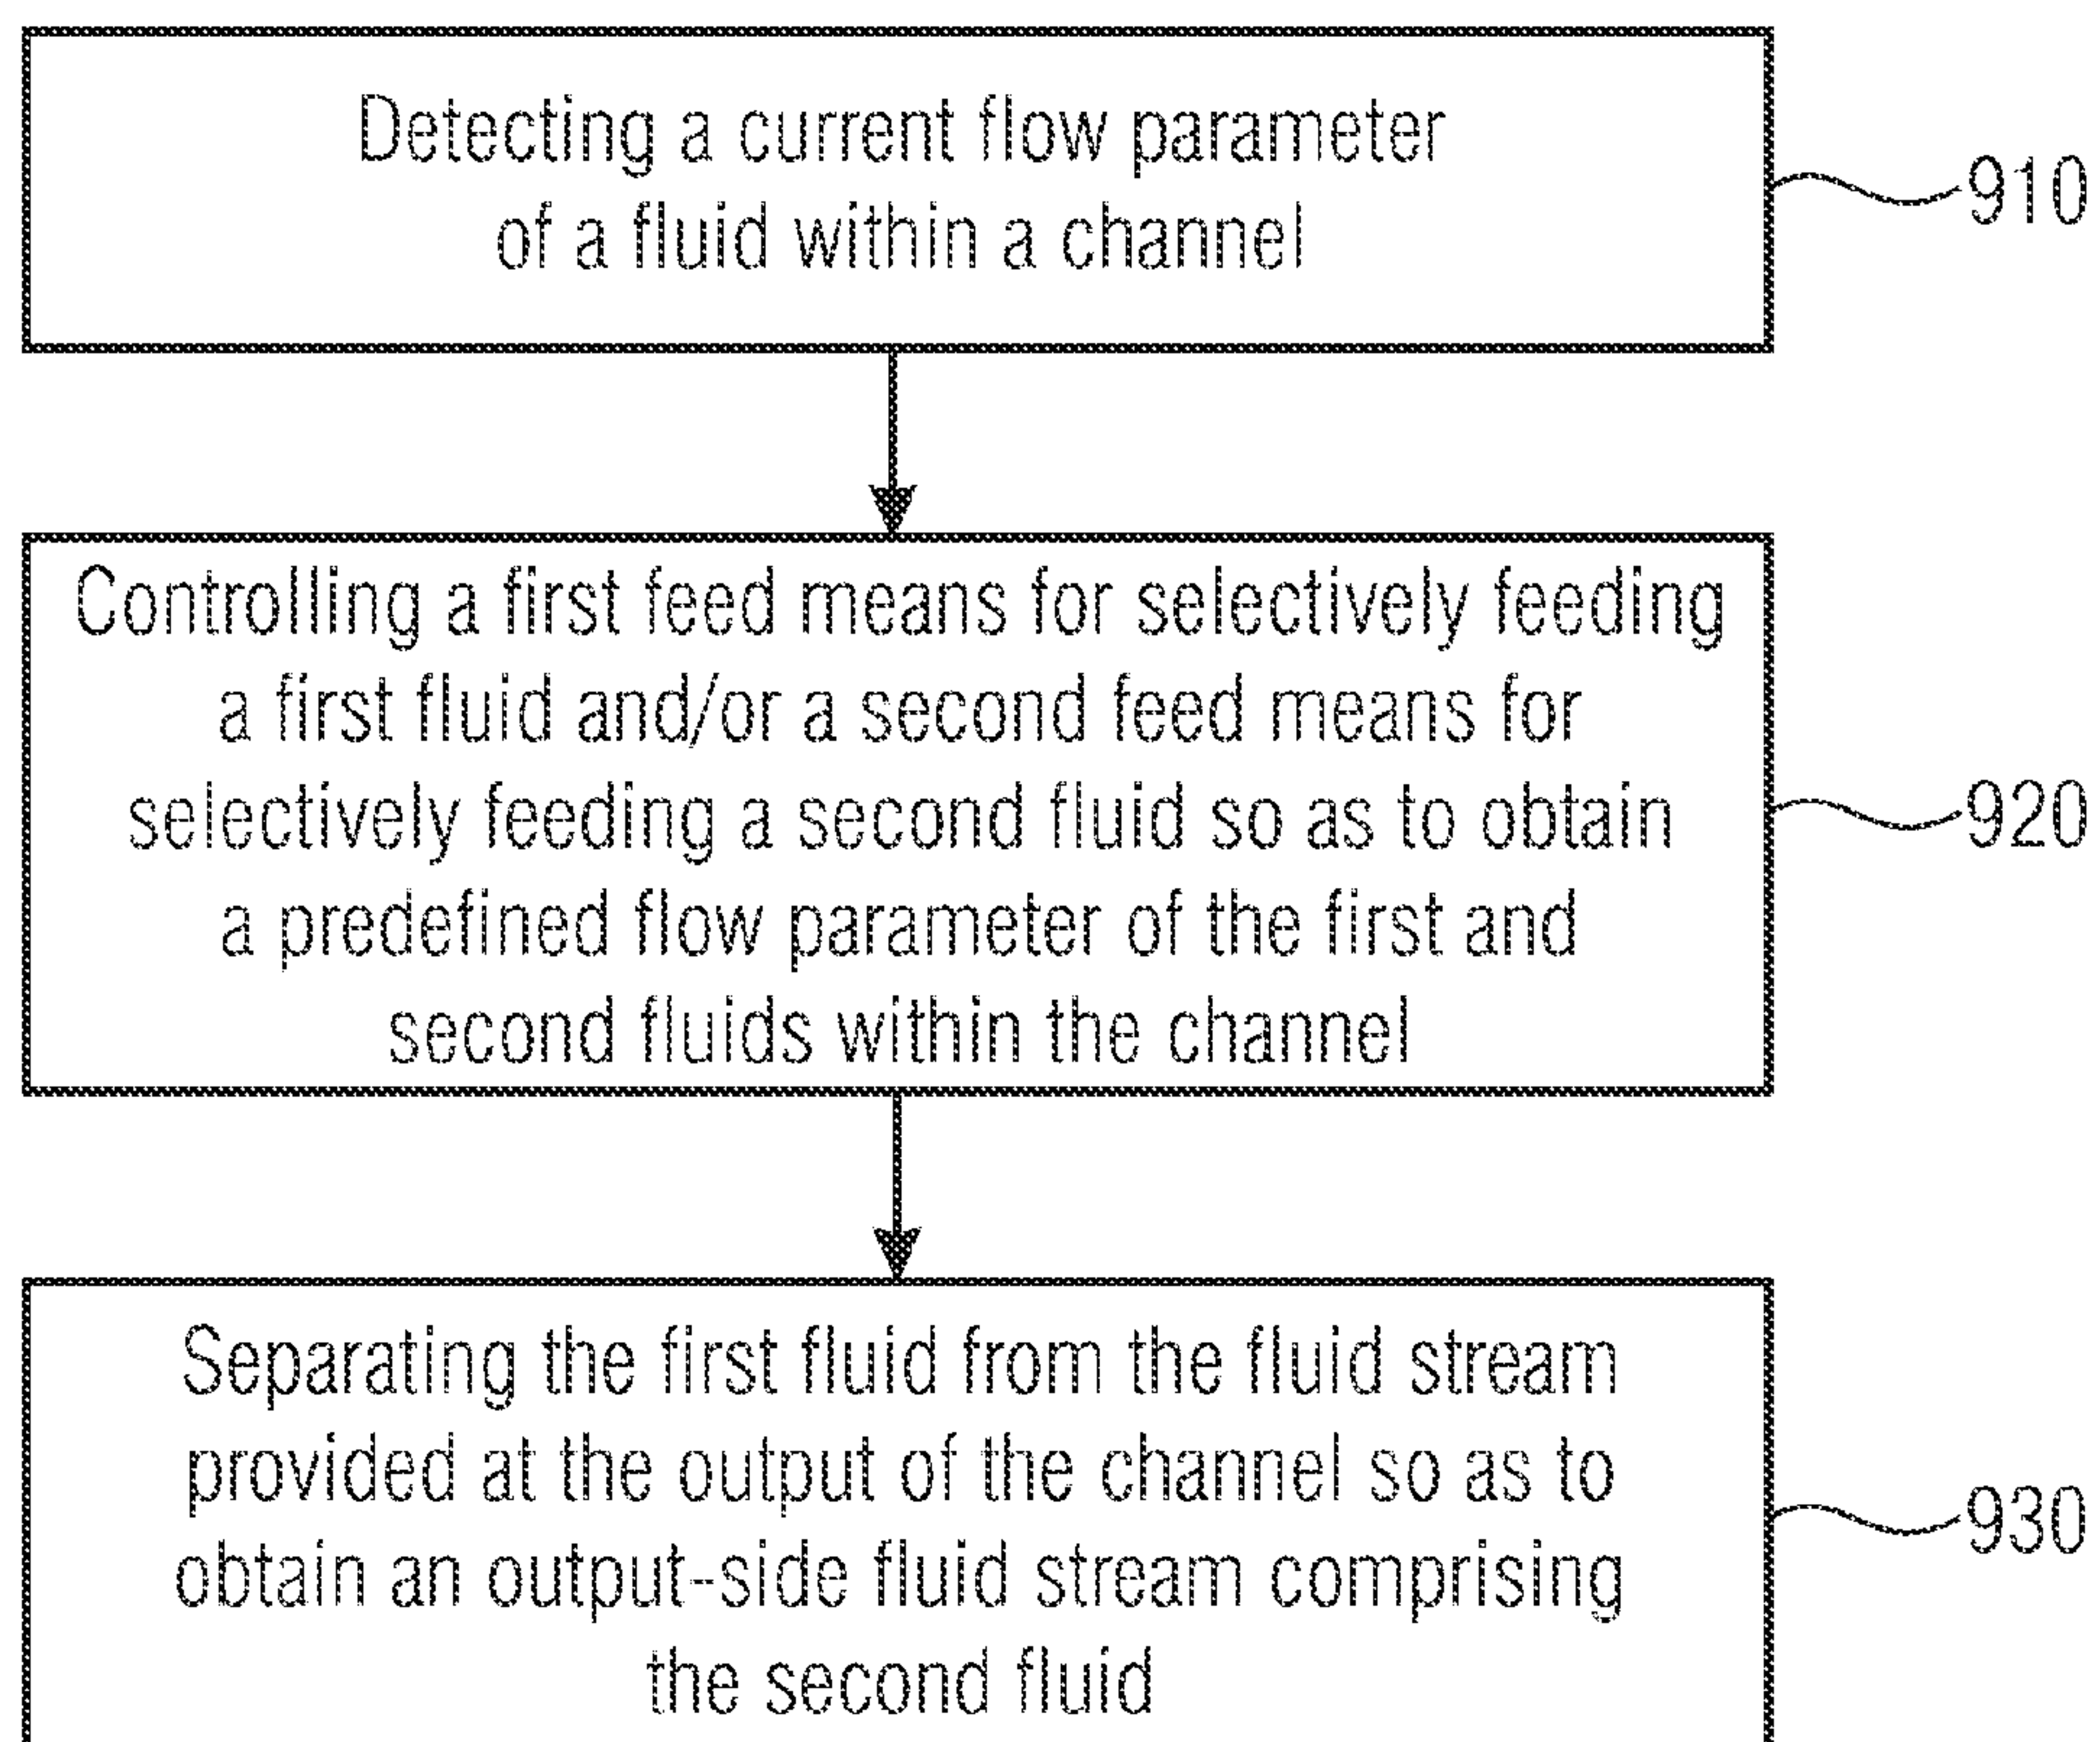 Detecting a current flow parameter
of a fluid within a channel
910
Controlling a first feed means for selectively feeding
a first fluid and/or a second feed means for
selectively feeding a second fluid so as to obtain
a predefined flow parameter of the first and
second fluids within the channel
920
Separating the first fluid from the fluid stream
provided at the output of the channel so as to
obtain an output-side fluid stream comprising
the second fluid
930